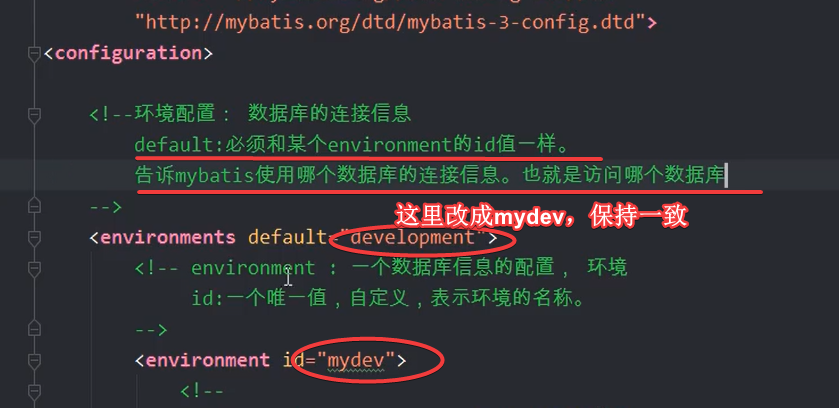 "http://mybatis.org/dtd/mybatis-3-config.dtd">
<configuration>
<!--环境配置： 数据库的连接信息
default:必须和某个environment的id值一样。
告诉mybatis使用哪个数据库的连接信息。也就是访问哪个数据库
-->
这里改成mydev，保持一致
<environments default="development">
<!-- environment : 一个数据库信息的配置， 环境
id:一个唯一值，自定义，表示环境的名称。
-->
<environment id="mydev">
<!--